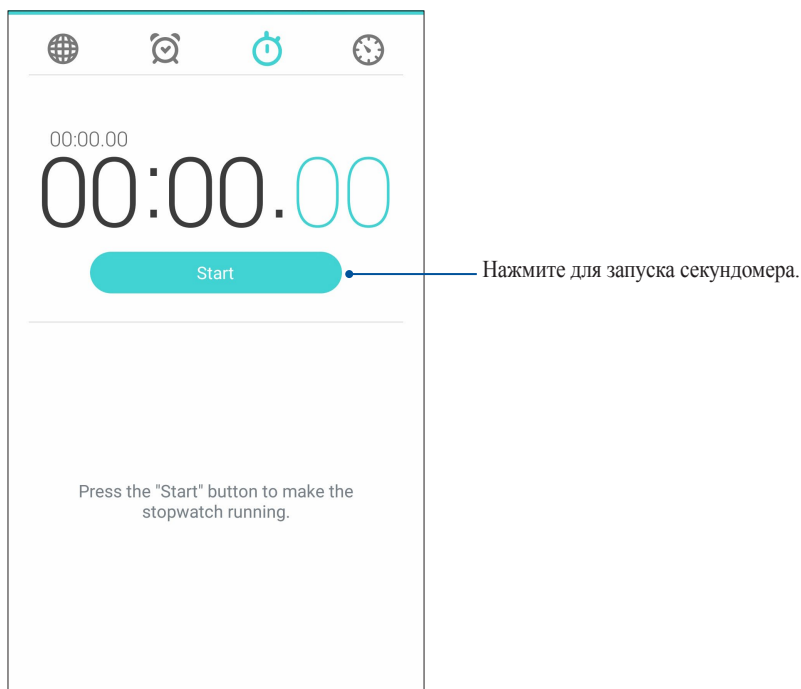 00:00.00
00:00.00
Start
Нажмите для запуска секундомера.
Press the "Start" button to make the
stopwatch running.